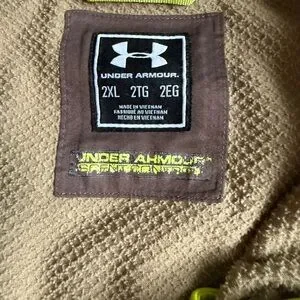 UNDER ARMOUR.
2XL 2TG 2EG
MADE IN VIETNAM
FABRIQUÉ AU VIETNAM
HECHO EN VIETNAM
UNDER ARMOUR